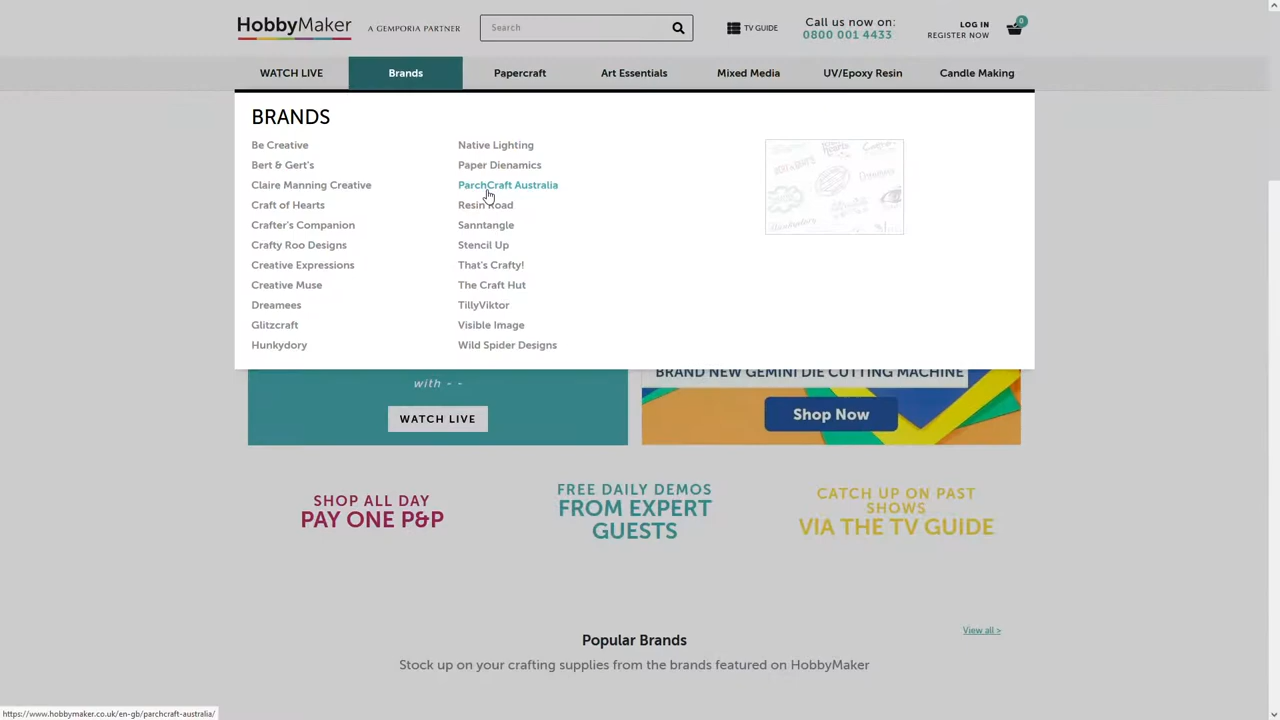 HobbyMaker
A GEMPORIA PARTNER
Search
TV GUIDE
Call us now on:
0800 001 4433
LOG IN
REGISTER NOW
0
WATCH LIVE
Brands
Papercraft
Art Essentials
Mixed Media
UV/Epoxy Resin
Candle Making
BRANDS
Be Creative
Bert & Gert's
Claire Manning Creative
Craft of Hearts
Crafter's Companion
Crafty Roo Designs
Creative Expressions
Creative Muse
Dreamees
Glitzcraft
Hunkydory
Native Lighting
Paper Dienamics
ParchCraft Australia
Resin Road
Sanntangle
Stencil Up
That's Crafty!
The Craft Hut
TillyViktor
Visible Image
Wild Spider Designs
with - -
WATCH LIVE
BRAND NEW GEMINI DIE CUTTING MACHINE
Shop Now
SHOP ALL DAY
PAY ONE P&P
FREE DAILY DEMOS
FROM EXPERT
GUESTS
CATCH UP ON PAST
SHOWS
VIA THE TV GUIDE
Popular Brands
View all >
Stock up on your crafting supplies from the brands featured on HobbyMaker
https://www.hobbymaker.co.uk/en-gb/parchcraft-australia/